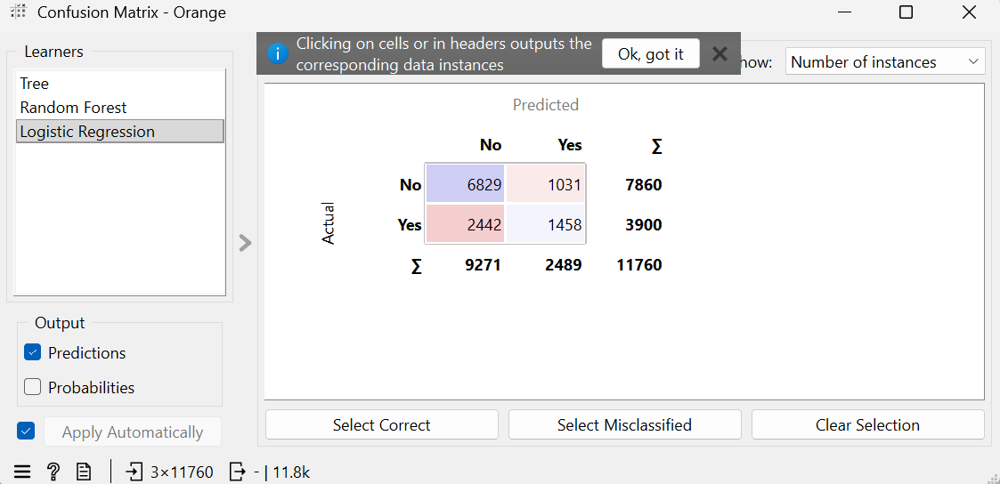 Confusion Matrix - Orange
Learners
Tree
Random Forest
Logistic Regression
Output
Predictions
Probabilities
Apply Automatically
Clicking on cells or in headers outputs the
corresponding data instances
Ok, got it
how:
Number of instances
Predicted
No Yes ∑
Actual
No 6829 1031 7860
Yes 2442 1458 3900
∑ 9271 2489 11760
Select Correct Select Misclassified Clear Selection
3×11760 - | 11.8k